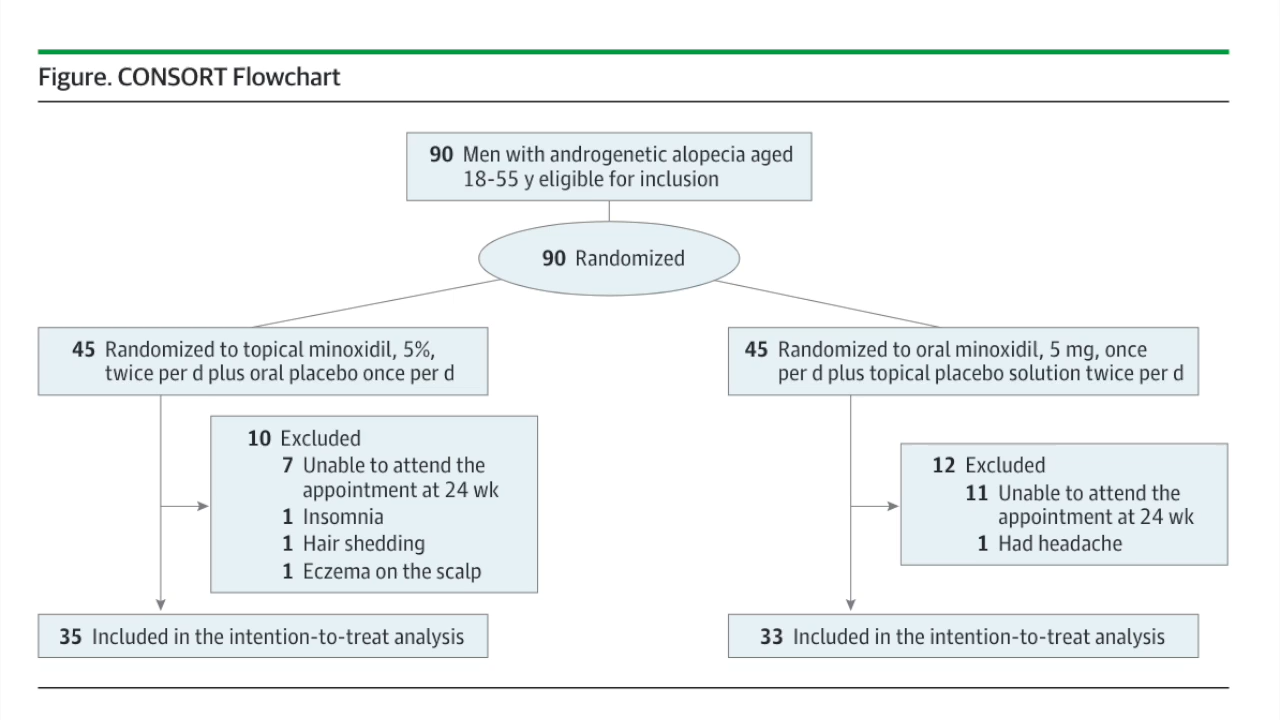 Figure. CONSORT Flowchart
90 Men with androgenetic alopecia aged
18-55 y eligible for inclusion
90 Randomized
45 Randomized to topical minoxidil, 5%,
twice per d plus oral placebo once per d
10 Excluded
7 Unable to attend the
appointment at 24 wk
1 Insomnia
1 Hair shedding
1 Eczema on the scalp
35 Included in the intention-to-treat analysis
45 Randomized to oral minoxidil, 5 mg, once
per d plus topical placebo solution twice per d
12 Excluded
11 Unable to attend the
appointment at 24 wk
1 Had headache
33 Included in the intention-to-treat analysis